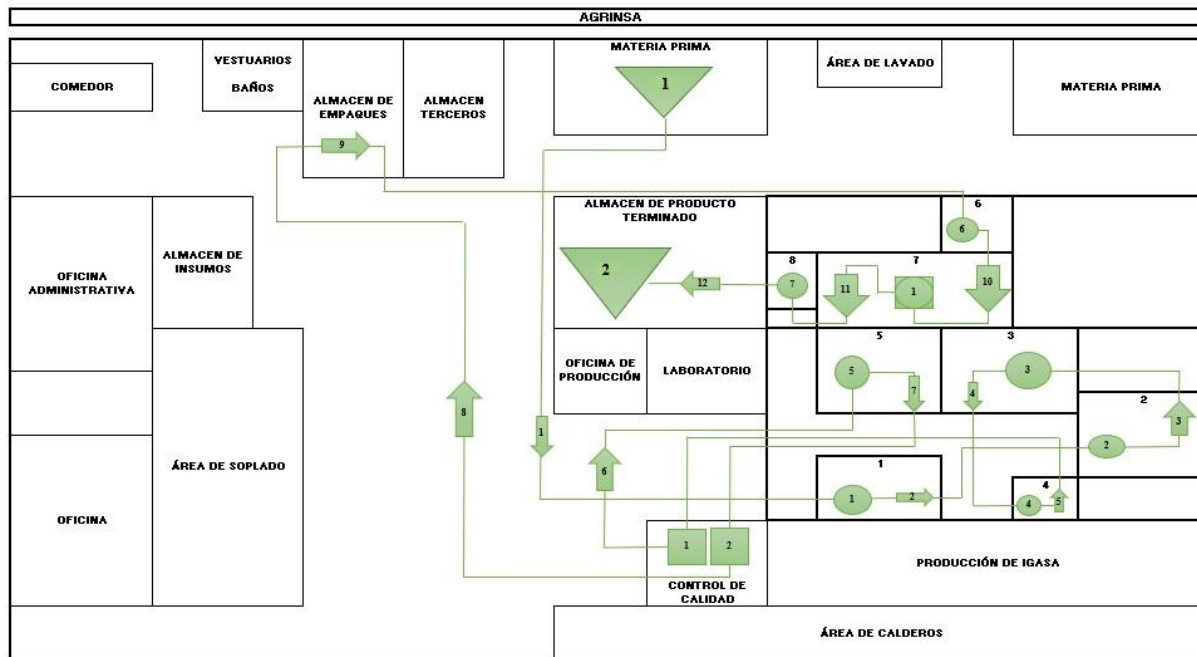 AGRINSA
COMEDOR
VESTUARIOS
BAÑOS
ALMACEN DE
EMPAQUES
ALMACEN
TERCEROS
MATERIA PRIMA
1
ÁREA DE LAVADO
MATERIA PRIMA
9
OFICINA
ADMINISTRATIVA
ALMACEN DE
INSUMOS
ALMACEN DE PRODUCTO
TERMINADO
2
12
8
7
11
7
1
10
6
6
OFICINA DE
PRODUCCIÓN
LABORATORIO
5
5
7
3
3
4
2
2
3
8
1
6
1
1
2
4
4
5
OFICINA
ÁREA DE SOPLADO
1
2
CONTROL DE
CALIDAD
PRODUCCIÓN DE IGASA
ÁREA DE CALDEROS